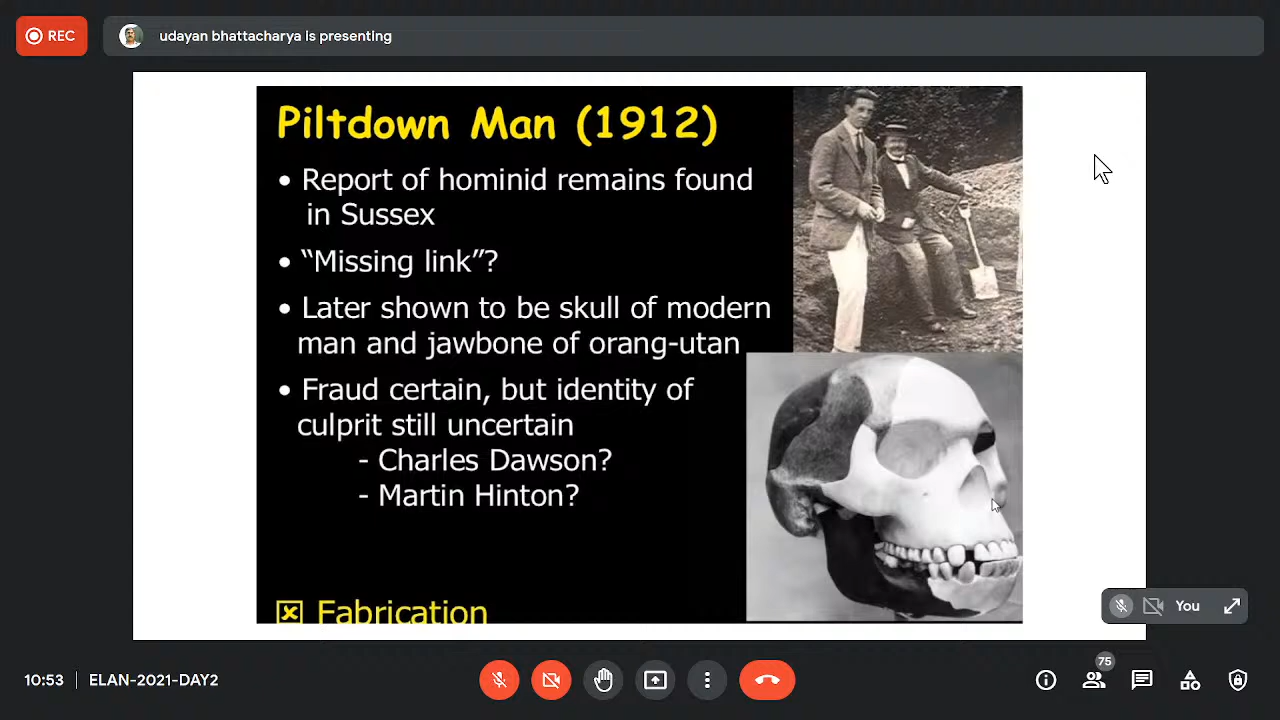 REC
udayan bhattacharya is presenting
Piltdown Man (1912)
• Report of hominid remains found
in Sussex
• “Missing link”?
• Later shown to be skull of modern
man and jawbone of orang-utan
• Fraud certain, but identity of
culprit still uncertain
- Charles Dawson?
- Martin Hinton?
Fabrication
You
75
10:53 | ELAN-2021-DAY2